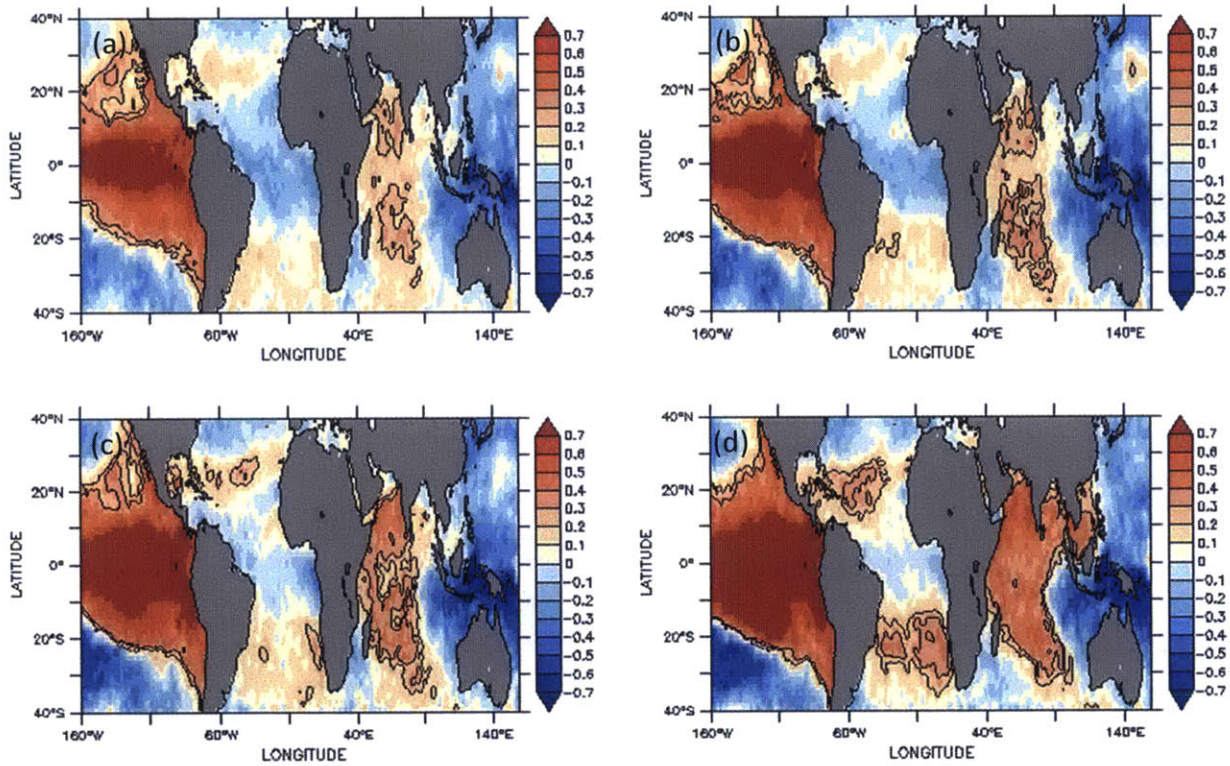 (a)
40°N
20°N
0°
20°S
40°S
LATITUDE
160°W
60°W
40°E
140°E
LONGITUDE
0.7
0.6
0.5
0.4
0.3
0.2
0.1
0
-0.1
-0.2
-0.3
-0.4
-0.5
-0.6
-0.7
(b)
40°N
20°N
0°
20°S
40°S
LATITUDE
160°W
60°W
40°E
140°E
LONGITUDE
0.7
0.6
0.5
0.4
0.3
0.2
0.1
0
-0.1
-0.2
-0.3
-0.4
-0.5
-0.6
-0.7
(c)
40°N
20°N
0°
20°S
40°S
LATITUDE
160°W
60°W
40°E
140°E
LONGITUDE
0.7
0.6
0.5
0.4
0.3
0.2
0.1
0
-0.1
-0.2
-0.3
-0.4
-0.5
-0.6
-0.7
(d)
40°N
20°N
0°
20°S
40°S
LATITUDE
160°W
60°W
40°E
140°E
LONGITUDE
0.7
0.6
0.5
0.4
0.3
0.2
0.1
0
-0.1
-0.2
-0.3
-0.4
-0.5
-0.6
-0.7